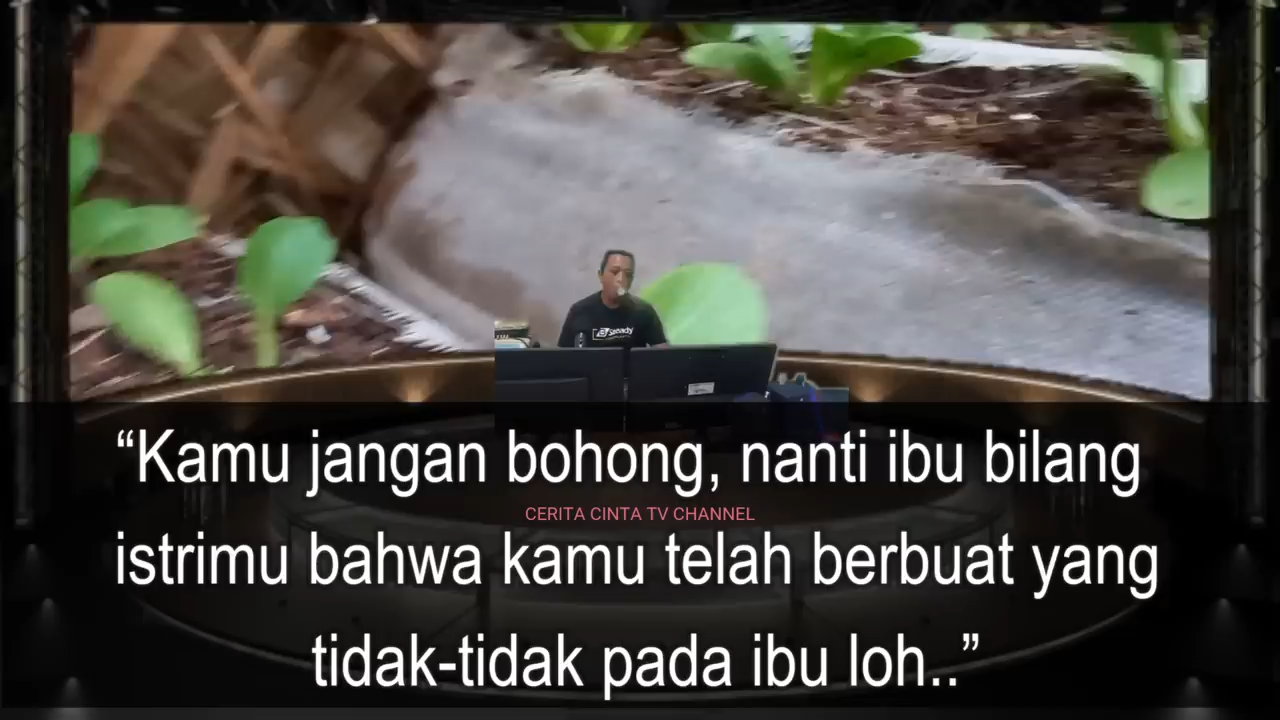 “Kamu jangan bohong, nanti ibu bilang
CERITA CINTA TV CHANNEL
istrimu bahwa kamu telah berbuat yang
tidak-tidak pada ibu loh..”